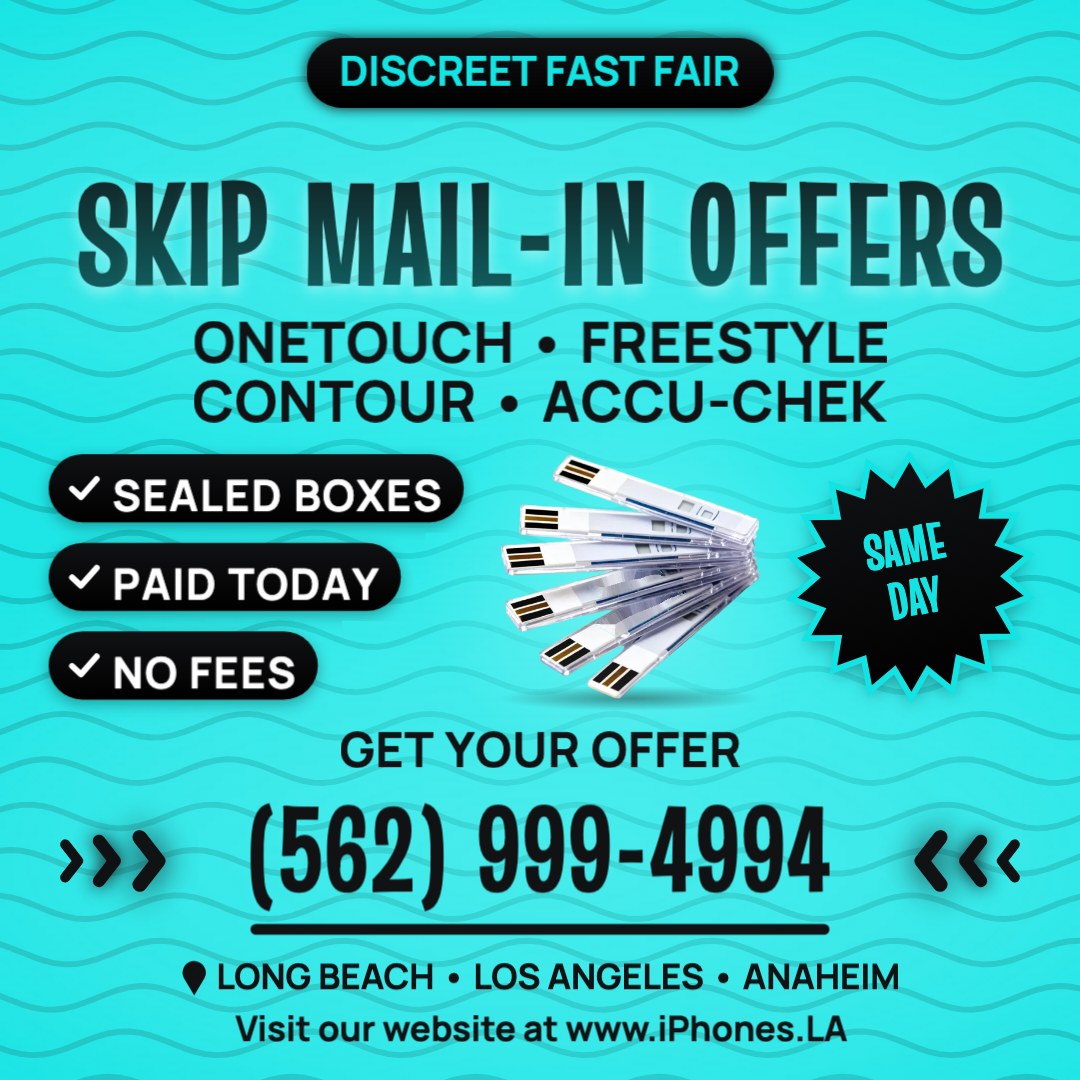 DISCREET FAST FAIR
SKIP MAIL-IN OFFERS
ONETOUCH • FREESTYLE
CONTOUR • ACCU-CHEK
SEALED BOXES
PAID TODAY
NO FEES
SAME
DAY
GET YOUR OFFER
(562) 999-4994
LONG BEACH • LOS ANGELES • ANAHEIM
Visit our website at www.iPhones.LA